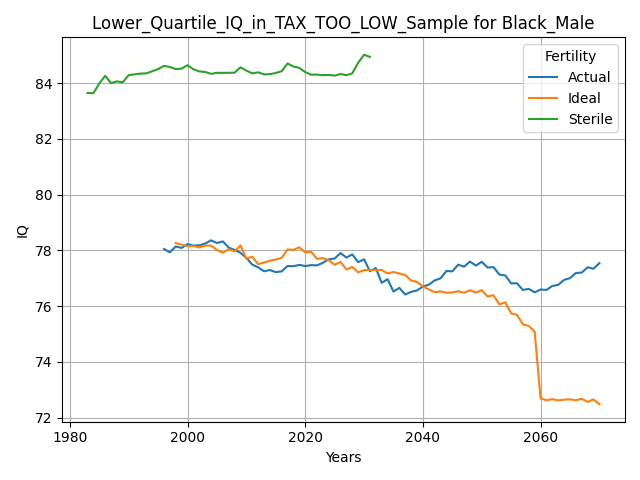 Lower_Quartile_IQ_in_TAX_TOO_LOW_Sample for Black_Male
Fertility
Actual
Ideal
Sterile
84
82
80
78
76
74
72
IQ
1980
2000
2020
2040
2060
Years